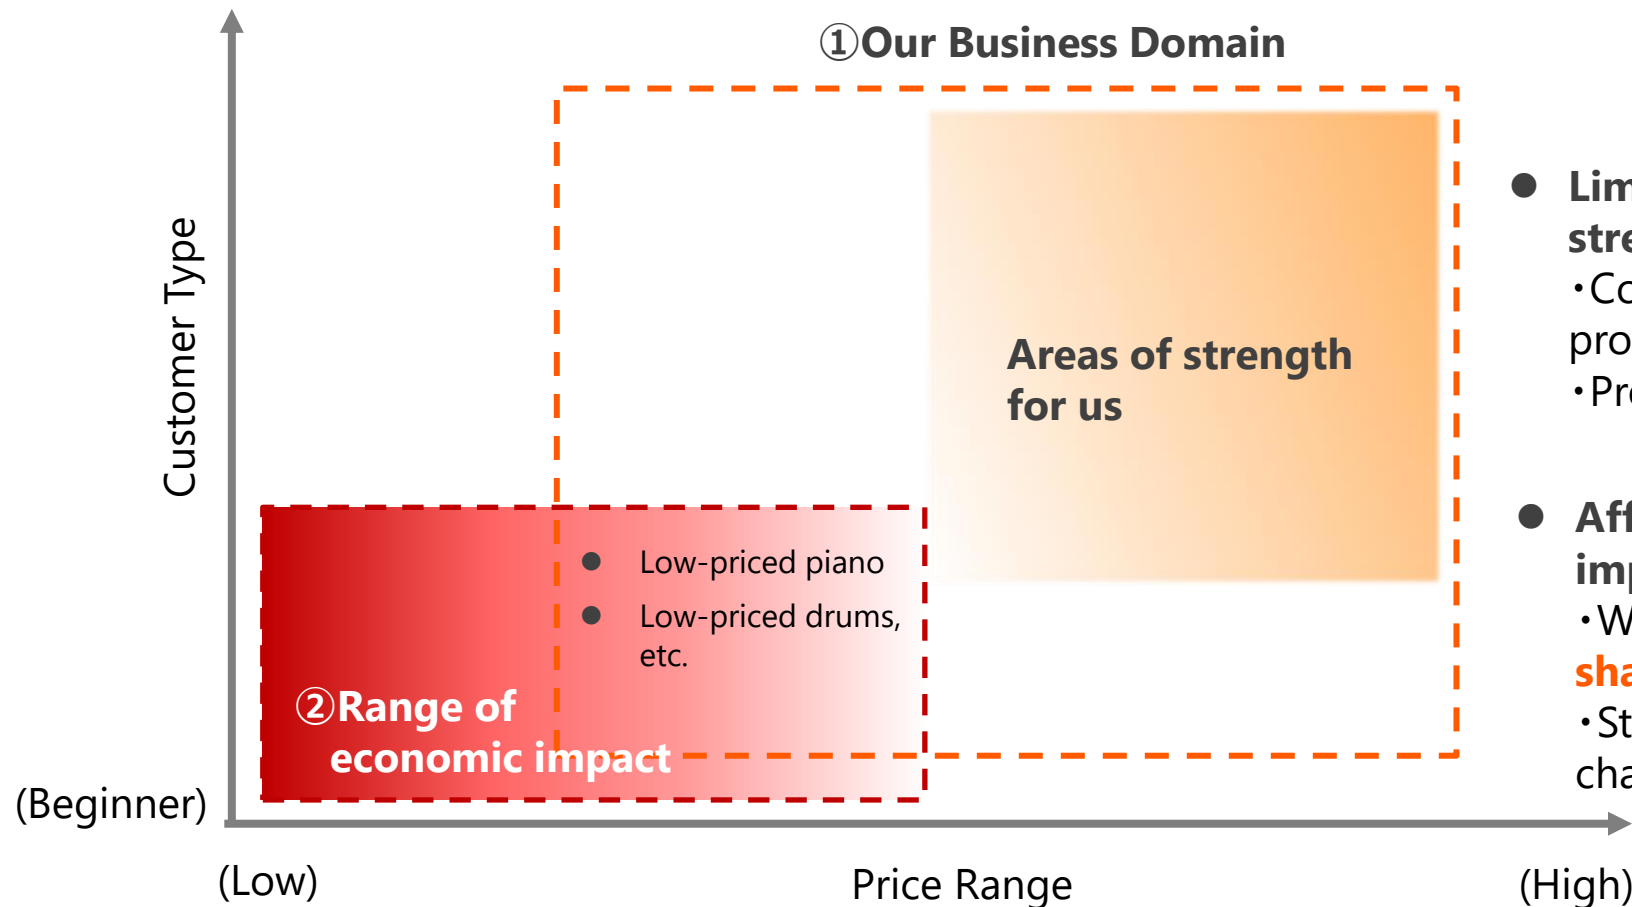 ①Our Business Domain
Customer Type
Areas of strength
for us
● Low-priced piano
● Low-priced drums,
etc.
②Range of
economic impact
(Beginner)
(Low)
Price Range
(High)
●
・
・
●
・
・